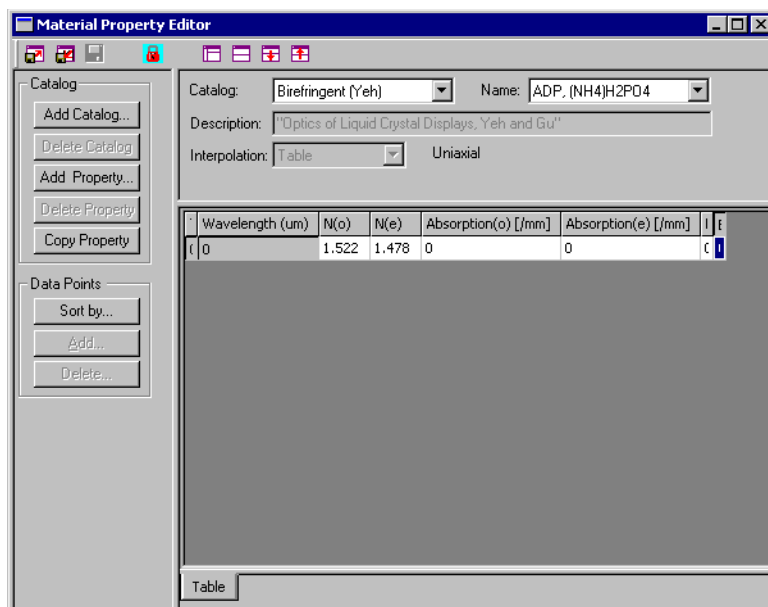 Material Property Editor
Catalog
Add Catalog...
Delete Catalog
Add Property...
Delete Property
Copy Property
Data Points
Sort by...
Add...
Delete...
Catalog: Birefringent (Yeh) Name: ADP, (NH4)H2PO4
Description: "Optics of Liquid Crystal Displays, Yeh and Gu"
Interpolation: Table Uniaxial
Wavelength (um) N(o) N(e) Absorption(o) [/mm] Absorption(e) [/mm]
0 1.522 1.478 0 0
Table